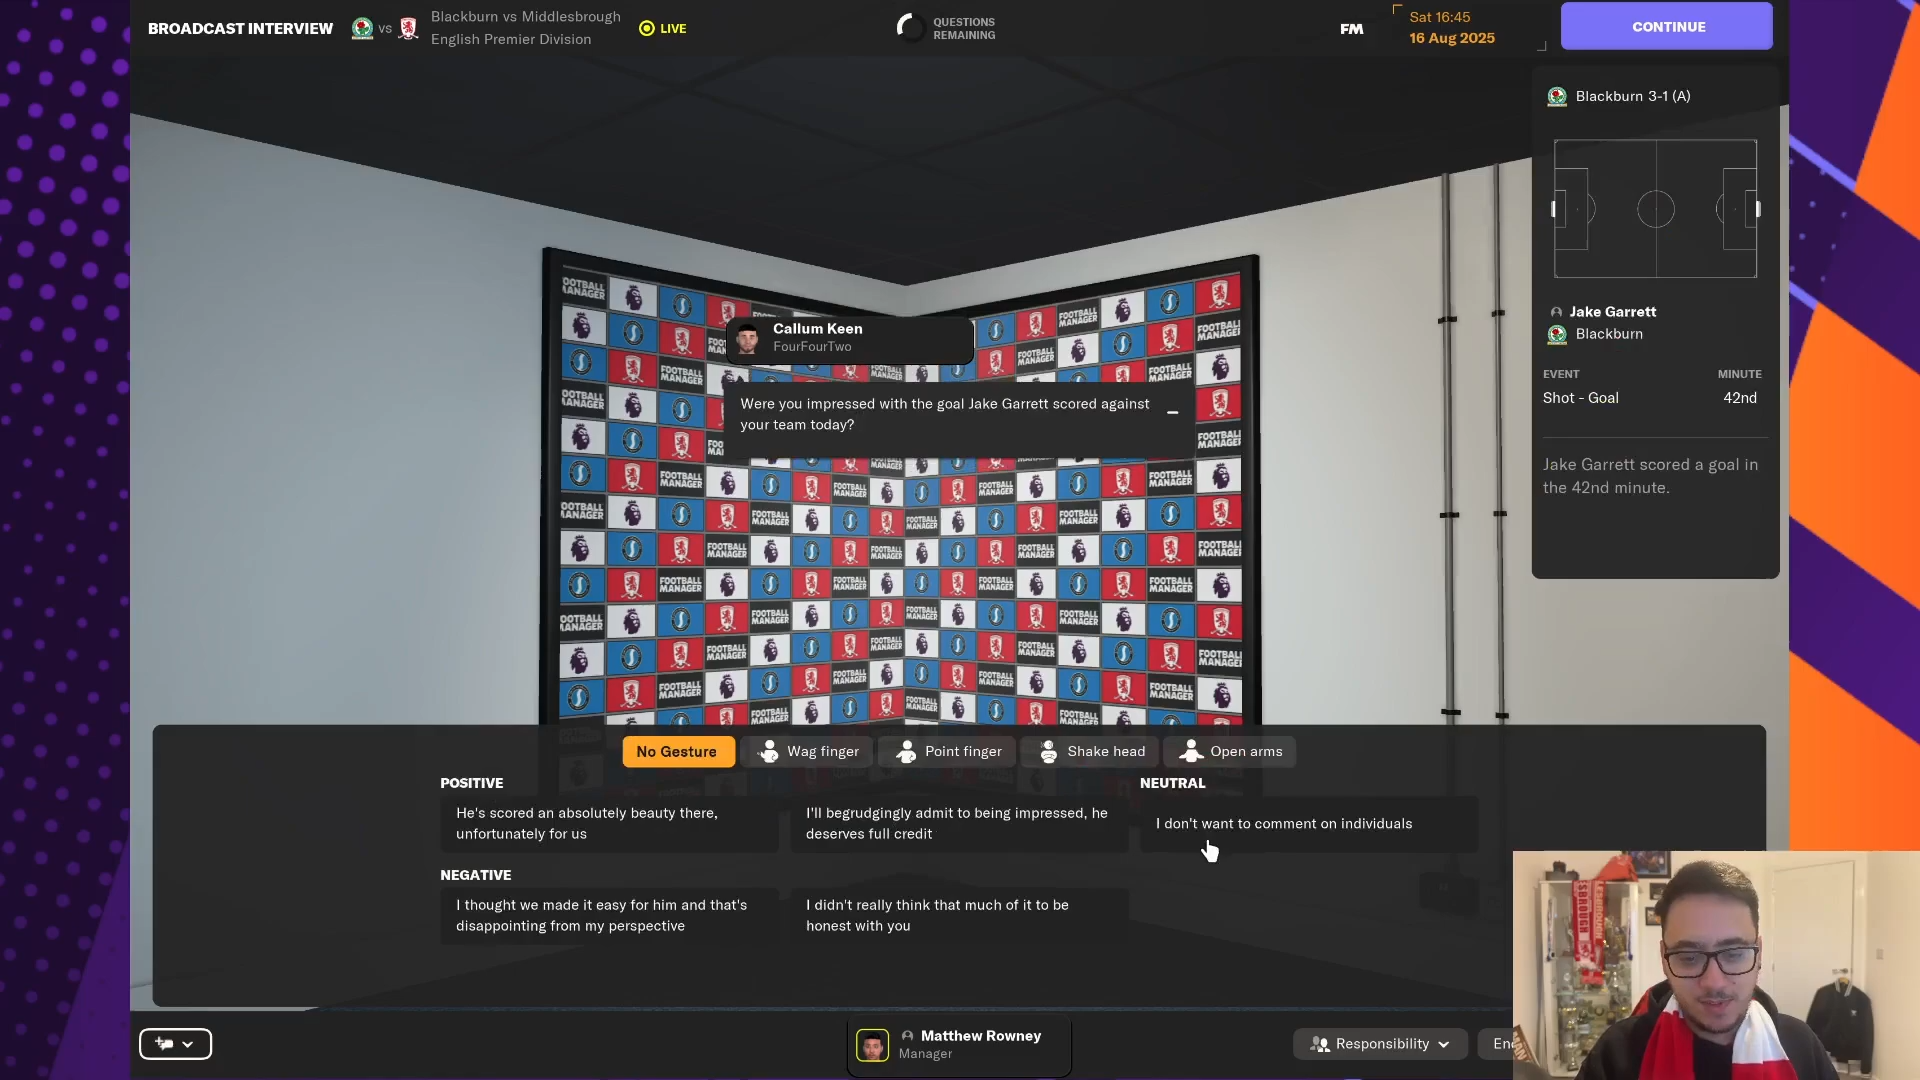 BROADCAST INTERVIEW
vs
Blackburn vs Middlesbrough
English Premier Division
LIVE
QUESTIONS
REMAINING
FM
Sat 16:45
16 Aug 2025
CONTINUE
Blackburn 3-1 (A)
Jake Garrett
Blackburn
EVENT MINUTE
Shot - Goal 42nd
Jake Garrett scored a goal in
the 42nd minute.
FOOTBALL
MANAGER
Callum Keen
FourFourTwo
Were you impressed with the goal Jake Garrett scored against
your team today?
No Gesture
Wag finger
Point finger
Shake head
Open arms
POSITIVE
He's scored an absolutely beauty there,
unfortunately for us
I'll begrudgingly admit to being impressed, he
deserves full credit
NEUTRAL
I don't want to comment on individuals
NEGATIVE
I thought we made it easy for him and that's
disappointing from my perspective
I didn't really think that much of it to be
honest with you
Matthew Rowney
Manager
Responsibility
En